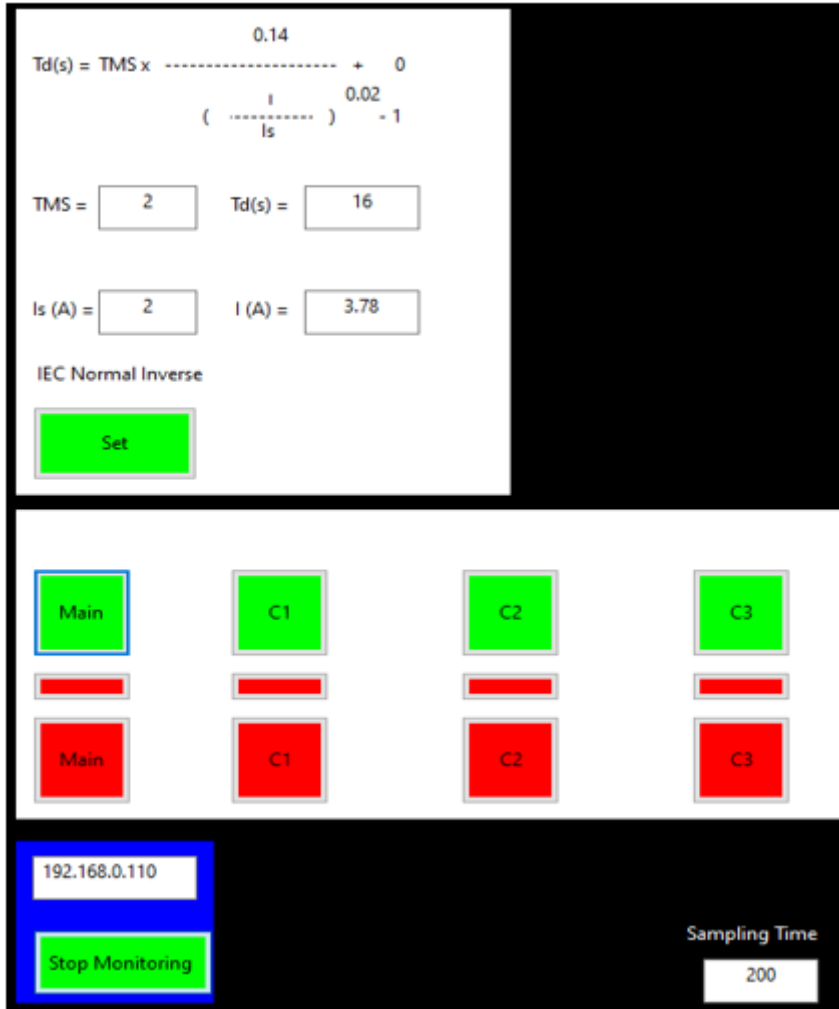 0.14
Td(s) = TMS x --------------------- + 0
I 0.02
( ----------- ) - 1
Is
TMS = 2 Td(s) = 16
Is (A) = 2 I (A) = 3.78
IEC Normal Inverse
Set
Main C1 C2 C3
Main C1 C2 C3
192.168.0.110
Stop Monitoring
Sampling Time
200